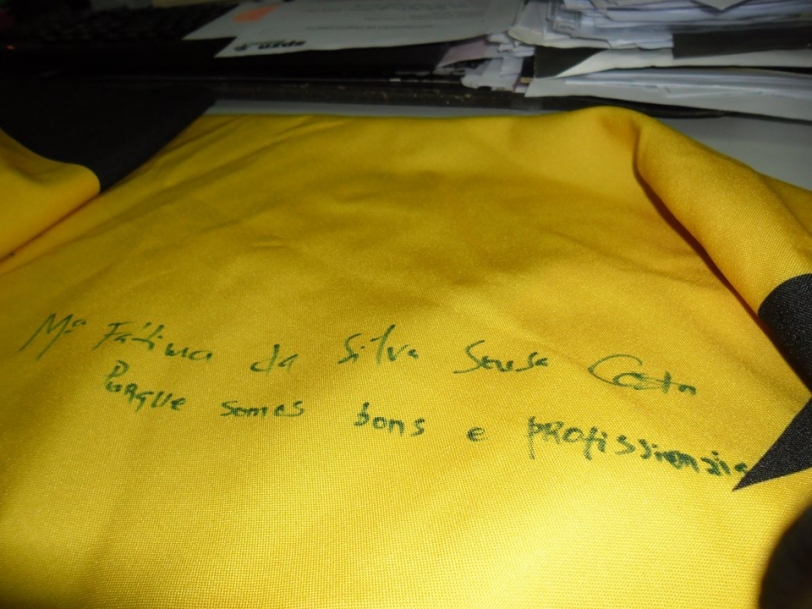 Mª Fátima da Silva Sousa Costa
Porque somos bons e profissionais